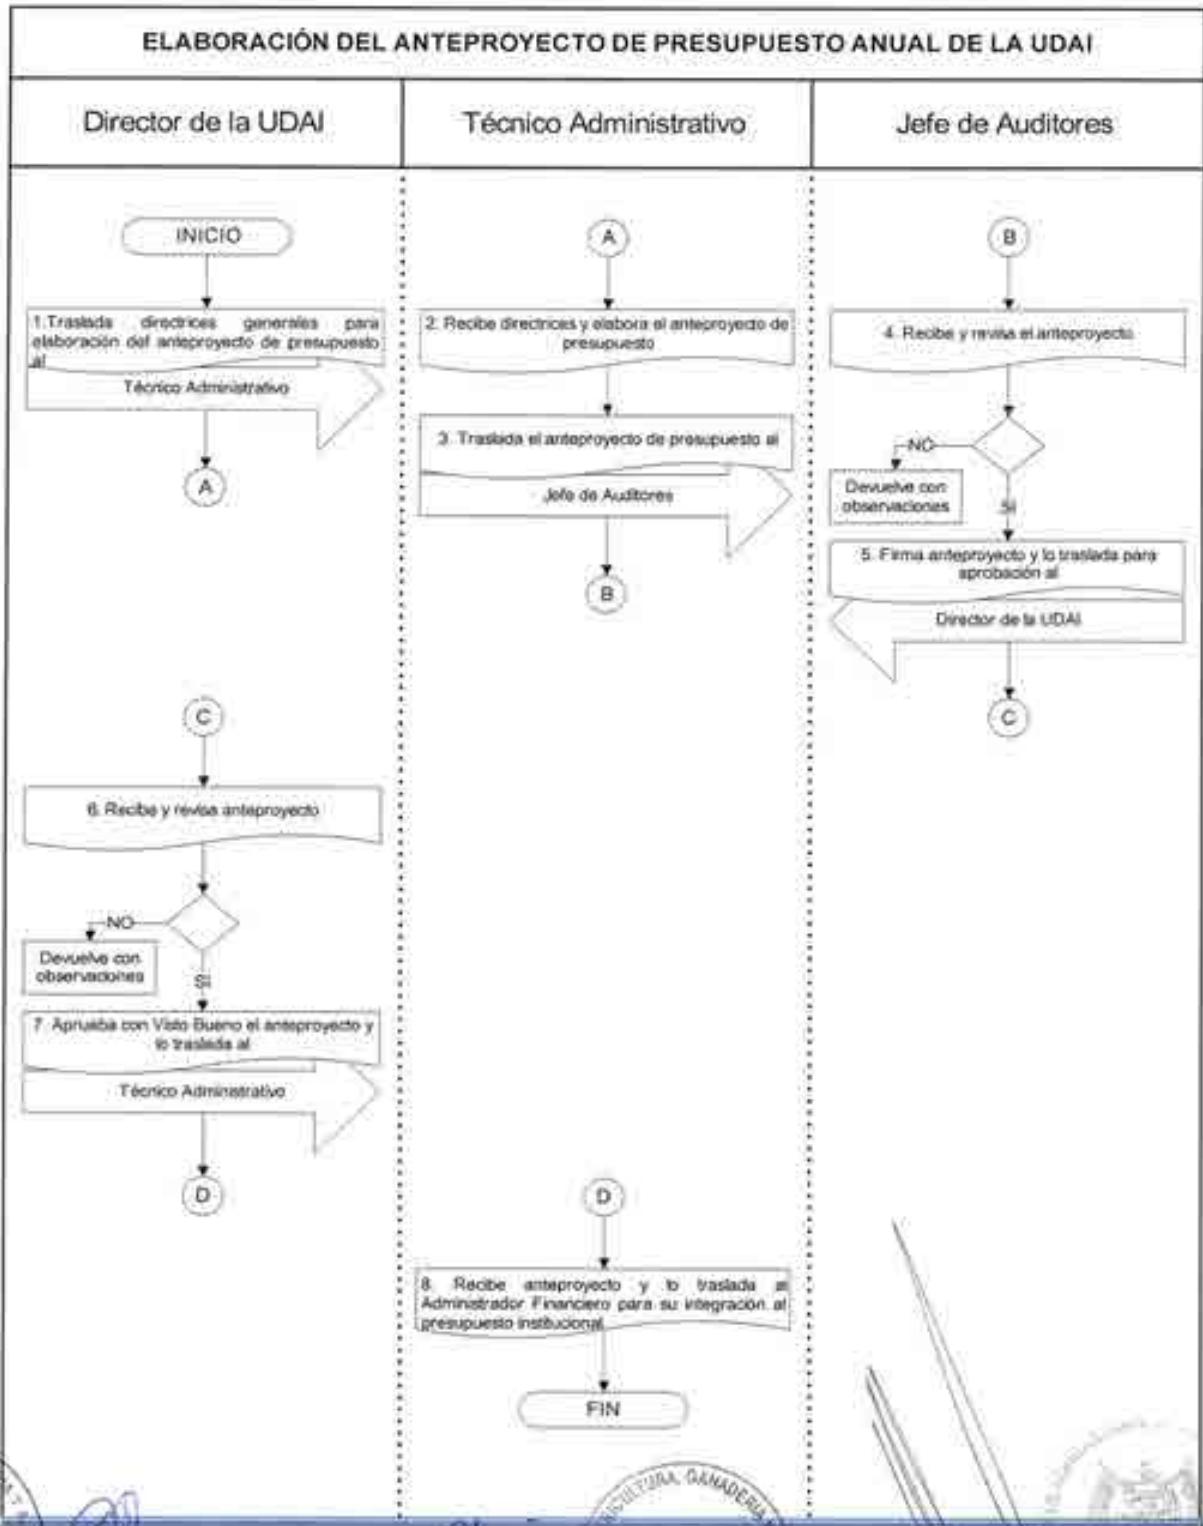 ELABORACIÓN DEL ANTEPROYECTO DE PRESUPUESTO ANUAL DE LA UDAI
Director de la UDAI
Técnico Administrativo
Jefe de Auditores
INICIO
1.Traslada directrices generales para
elaboración del anteproyecto de presupuesto
al
Técnico Administrativo
A
A
2. Recibe directrices y elabora el anteproyecto de
presupuesto
3. Traslada el anteproyecto de presupuesto al
Jefe de Auditores
B
B
4. Recibe y revisa el anteproyecto
NO
Devuelve con
observaciones
SI
5. Firma anteproyecto y lo traslada para
aprobación al
Director de la UDAI
C
C
6. Recibe y revisa anteproyecto
NO
Devuelve con
observaciones
SI
7. Aprueba con Visto Bueno el anteproyecto y
lo traslada al
Técnico Administrativo
D
D
8. Recibe anteproyecto y lo traslada al
Administrador Financiero para su integración al
presupuesto institucional
FIN
GANADERIA